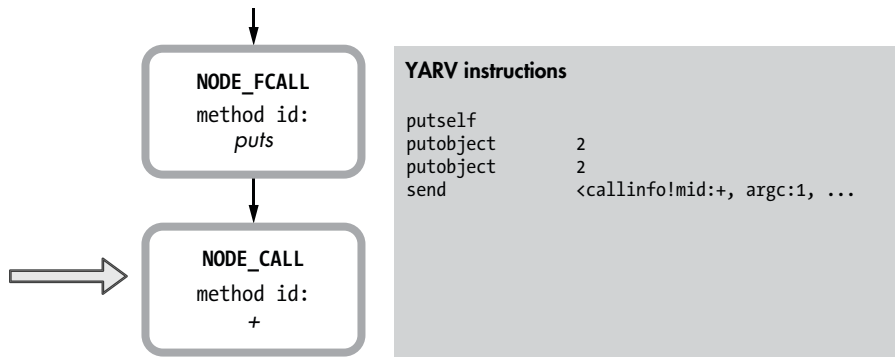 NODE_FCALL
method id:
puts
NODE_CALL
method id:
+
YARV instructions
putself
putobject 2
putobject 2
send <callinfo!mid:+, argc:1, ...